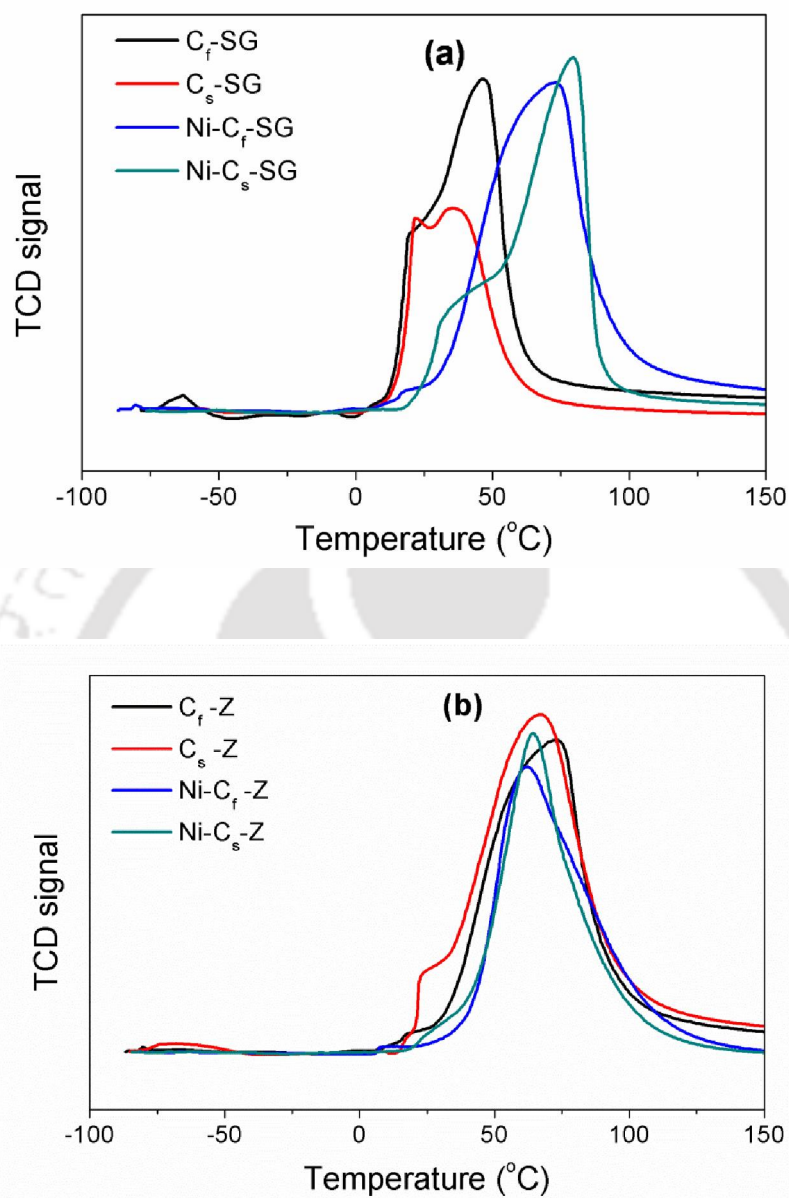 (a)
C_f-SG
C_s-SG
Ni-C_f-SG
Ni-C_s-SG
TCD signal
-100 -50 0 50 100 150
Temperature (°C)
(b)
C_f -Z
C_s -Z
Ni-C_f -Z
Ni-C_s-Z
TCD signal
-100 -50 0 50 100 150
Temperature (°C)